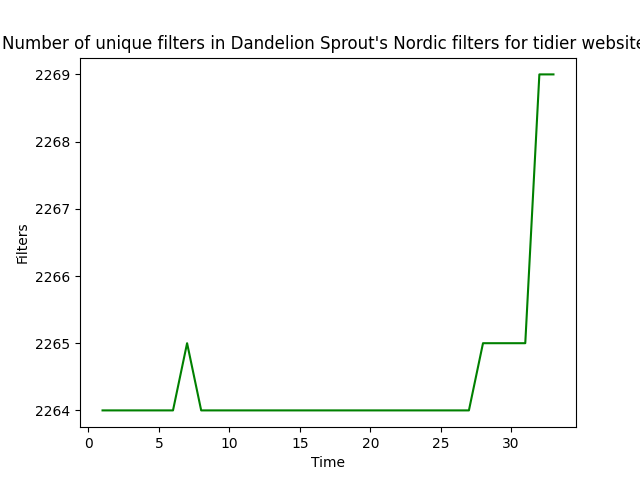 Number of unique filters in Dandelion Sprout's Nordic filters for tidier website
2269
2268
2267
2266
2265
2264
Filters
0 5 10 15 20 25 30
Time